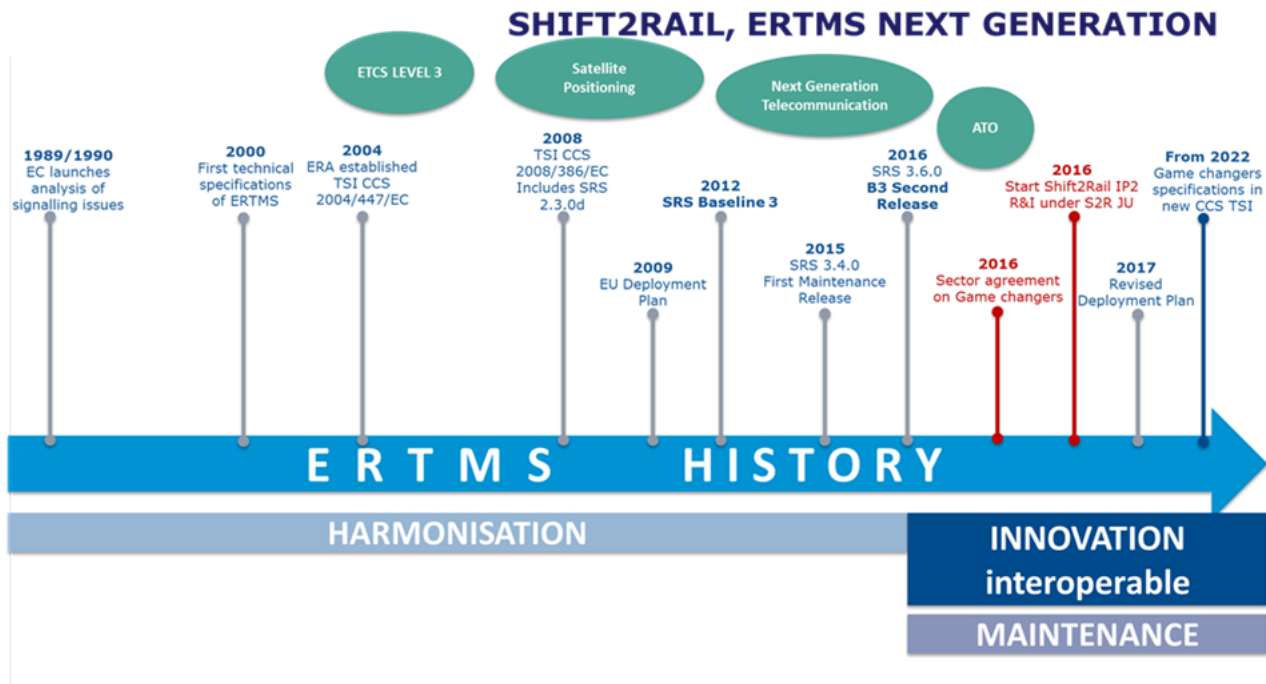 SHIFT2RAIL, ERTMS NEXT GENERATION
ETCS LEVEL 3
Satellite
Positioning
Next Generation
Telecommunication
ATO
1989/1990
EC launches
analysis of
signalling issues
2000
First technical
specifications
of ERTMS
2004
ERA established
TSI CCS
2004/447/EC
2008
TSI CCS
2008/386/EC
Includes SRS
2.3.0d
2009
EU Deployment
Plan
2012
SRS Baseline 3
2015
SRS 3.4.0
First Maintenance
Release
2016
SRS 3.6.0
B3 Second
Release
2016
Sector agreement
on Game changers
2016
Start Shift2Rail IP2
R&I under S2R JU
2017
Revised
Deployment Plan
From 2022
Game changers
specifications in
new CCS TSI
ERTMS HISTORY
HARMONISATION
INNOVATION
interoperable
MAINTENANCE